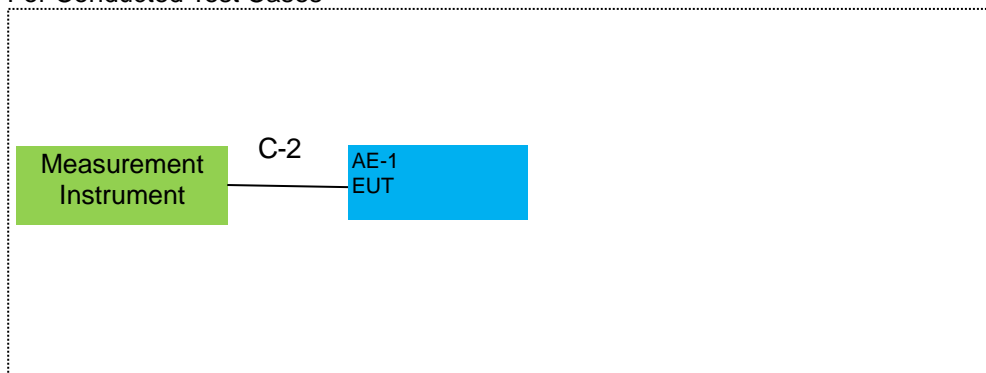 For Conducted Test Cases
C-2
Measurement
Instrument
AE-1
EUT